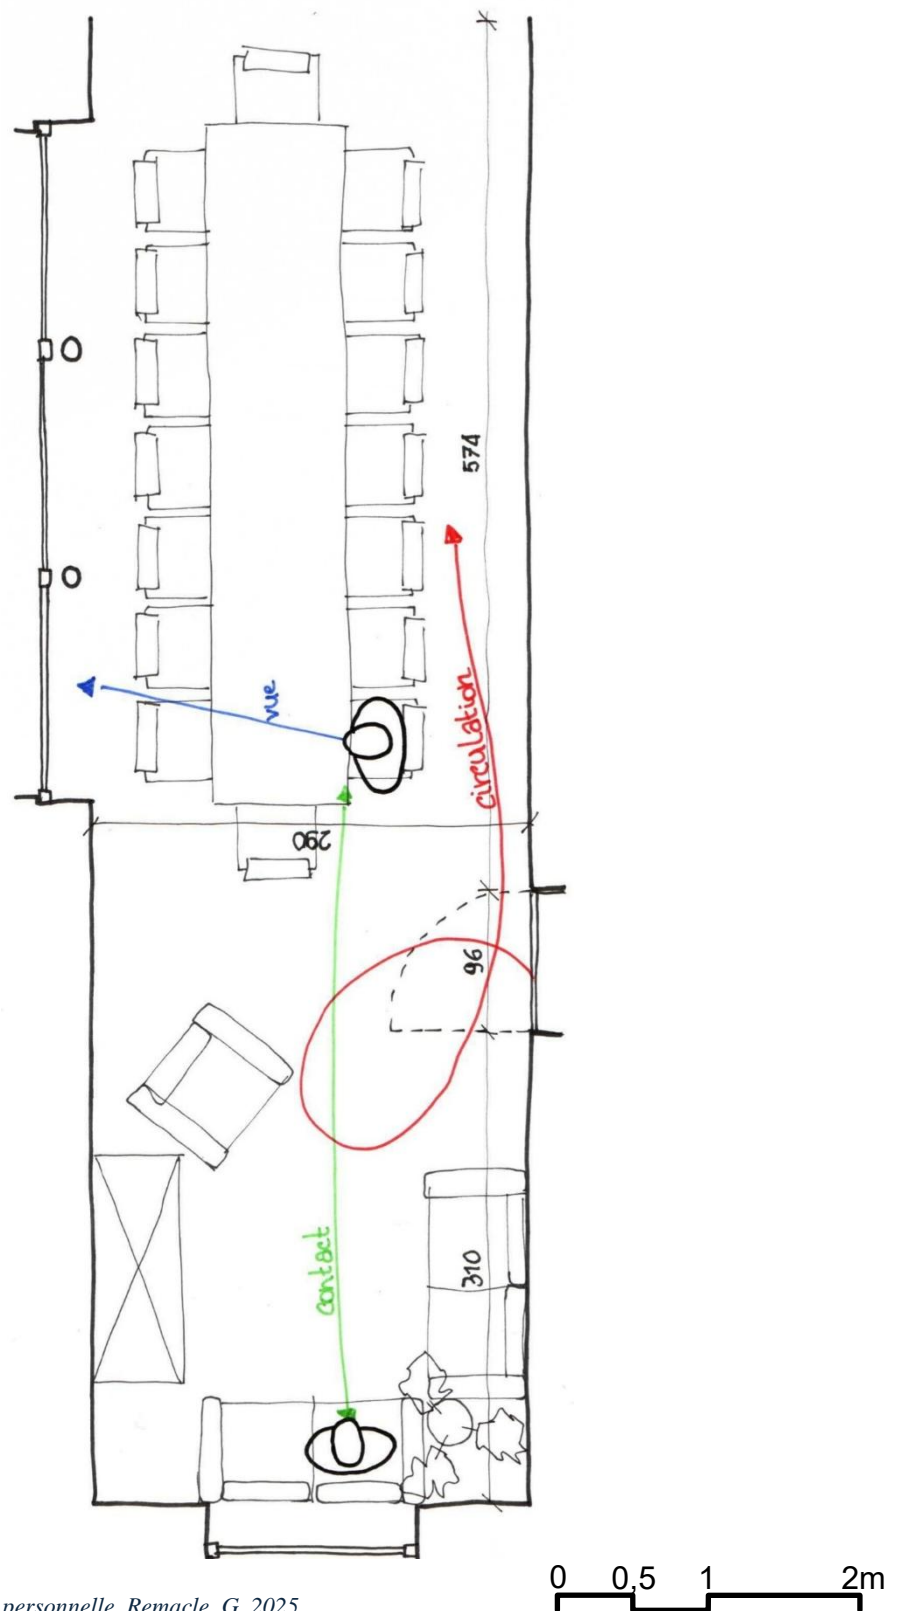 574
vue
circulation
290
96
contact
310
0 0,5 1 2m
personnelle, Remacle, G, 2025